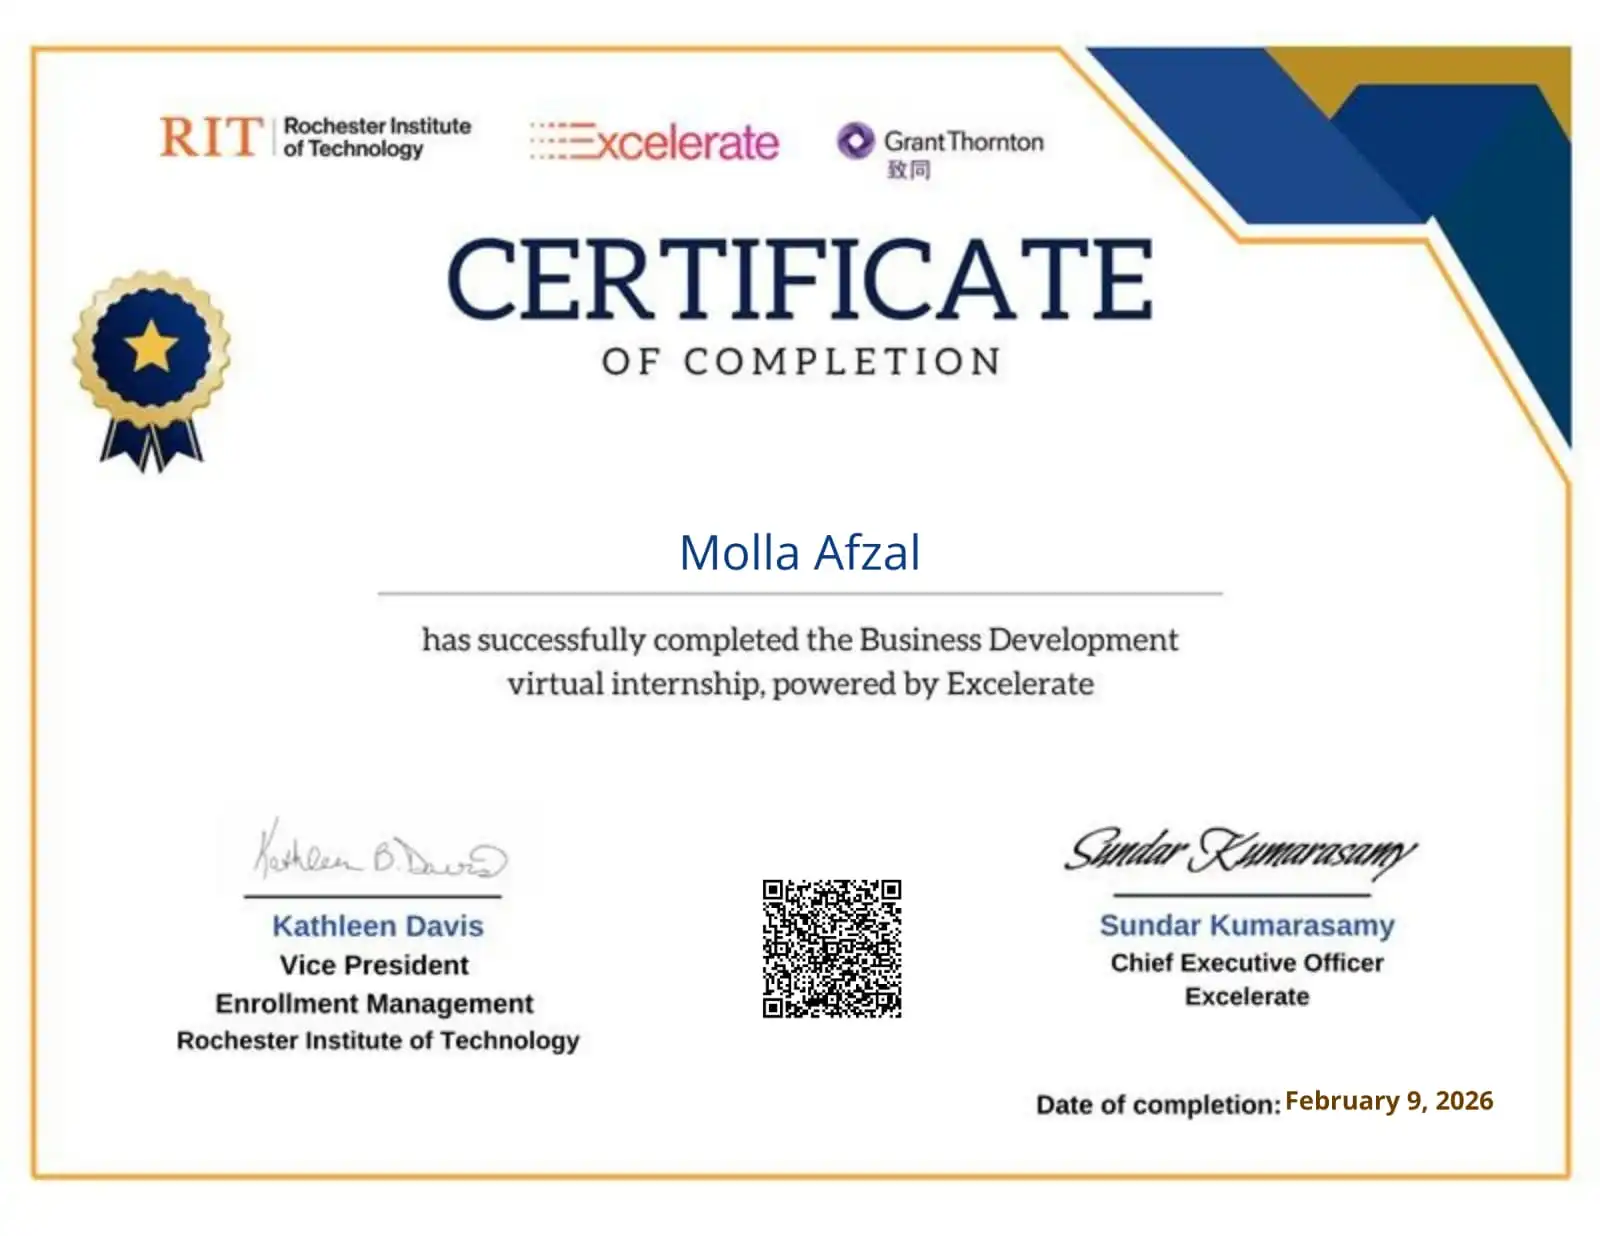 RIT
Rochester Institute
of Technology
Excelerate
Grant Thornton
致同
CERTIFICATE
OF COMPLETION
Molla Afzal
has successfully completed the Business Development
virtual internship, powered by Excelerate
Kathleen B. Davis
Sundar Kumarasamy
Kathleen Davis
Vice President
Enrollment Management
Rochester Institute of Technology
Sundar Kumarasamy
Chief Executive Officer
Excelerate
Date of completion: February 9, 2026